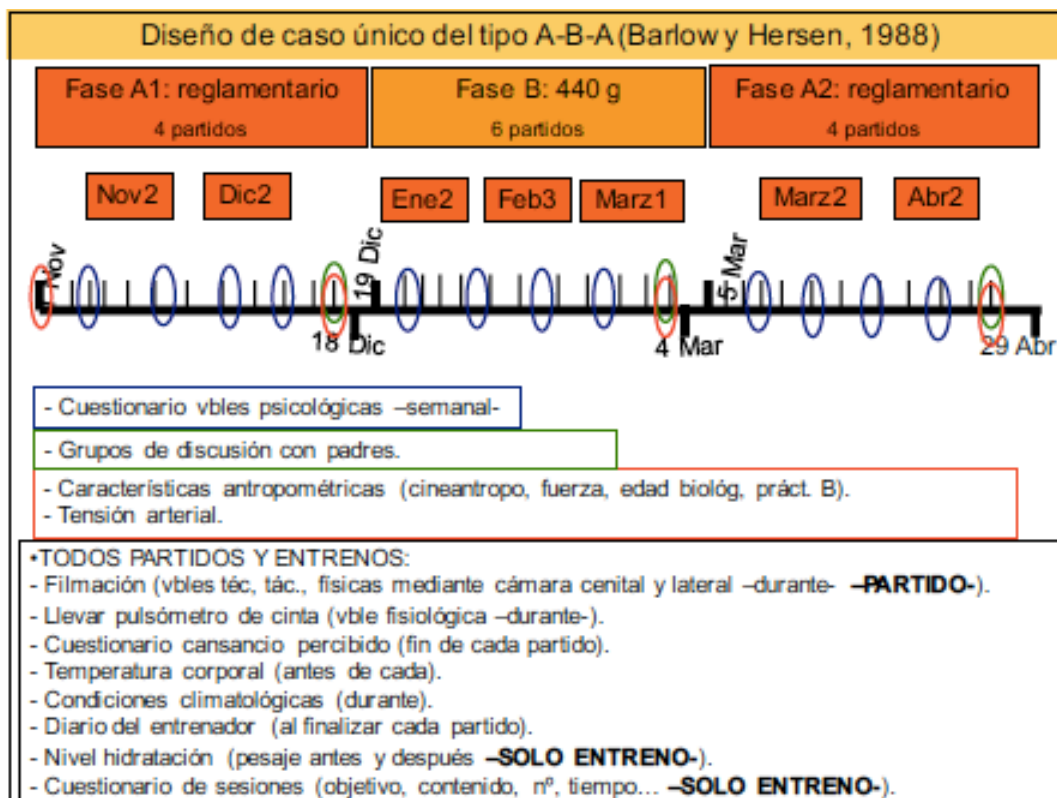 Diseño de caso único del tipo A-B-A (Barlow y Hersen, 1988)
Fase A1: reglamentario
4 partidos
Fase B: 440 g
6 partidos
Fase A2: reglamentario
4 partidos
Nov2
Dic2
Ene2
Feb3
Marz1
Marz2
Abr2
Nov
19 Dic
5 Mar
18 Dic
4 Mar
29 Abr
- Cuestionario vbles psicológicas –semanal-
- Grupos de discusión con padres.
- Características antropométricas (cineantropo, fuerza, edad biológ, práct. B).
- Tensión arterial.
•TODOS PARTIDOS Y ENTRENOS:
- Filmación (vbles téc, tác., físicas mediante cámara cenital y lateral –durante- –PARTIDO-).
- Llevar pulsómetro de cinta (vble fisiológica –durante-).
- Cuestionario cansancio percibido (fin de cada partido).
- Temperatura corporal (antes de cada).
- Condiciones climatológicas (durante).
- Diario del entrenador (al finalizar cada partido).
- Nivel hidratación (pesaje antes y después –SOLO ENTRENO-).
- Cuestionario de sesiones (objetivo, contenido, nº, tiempo... –SOLO ENTRENO-).